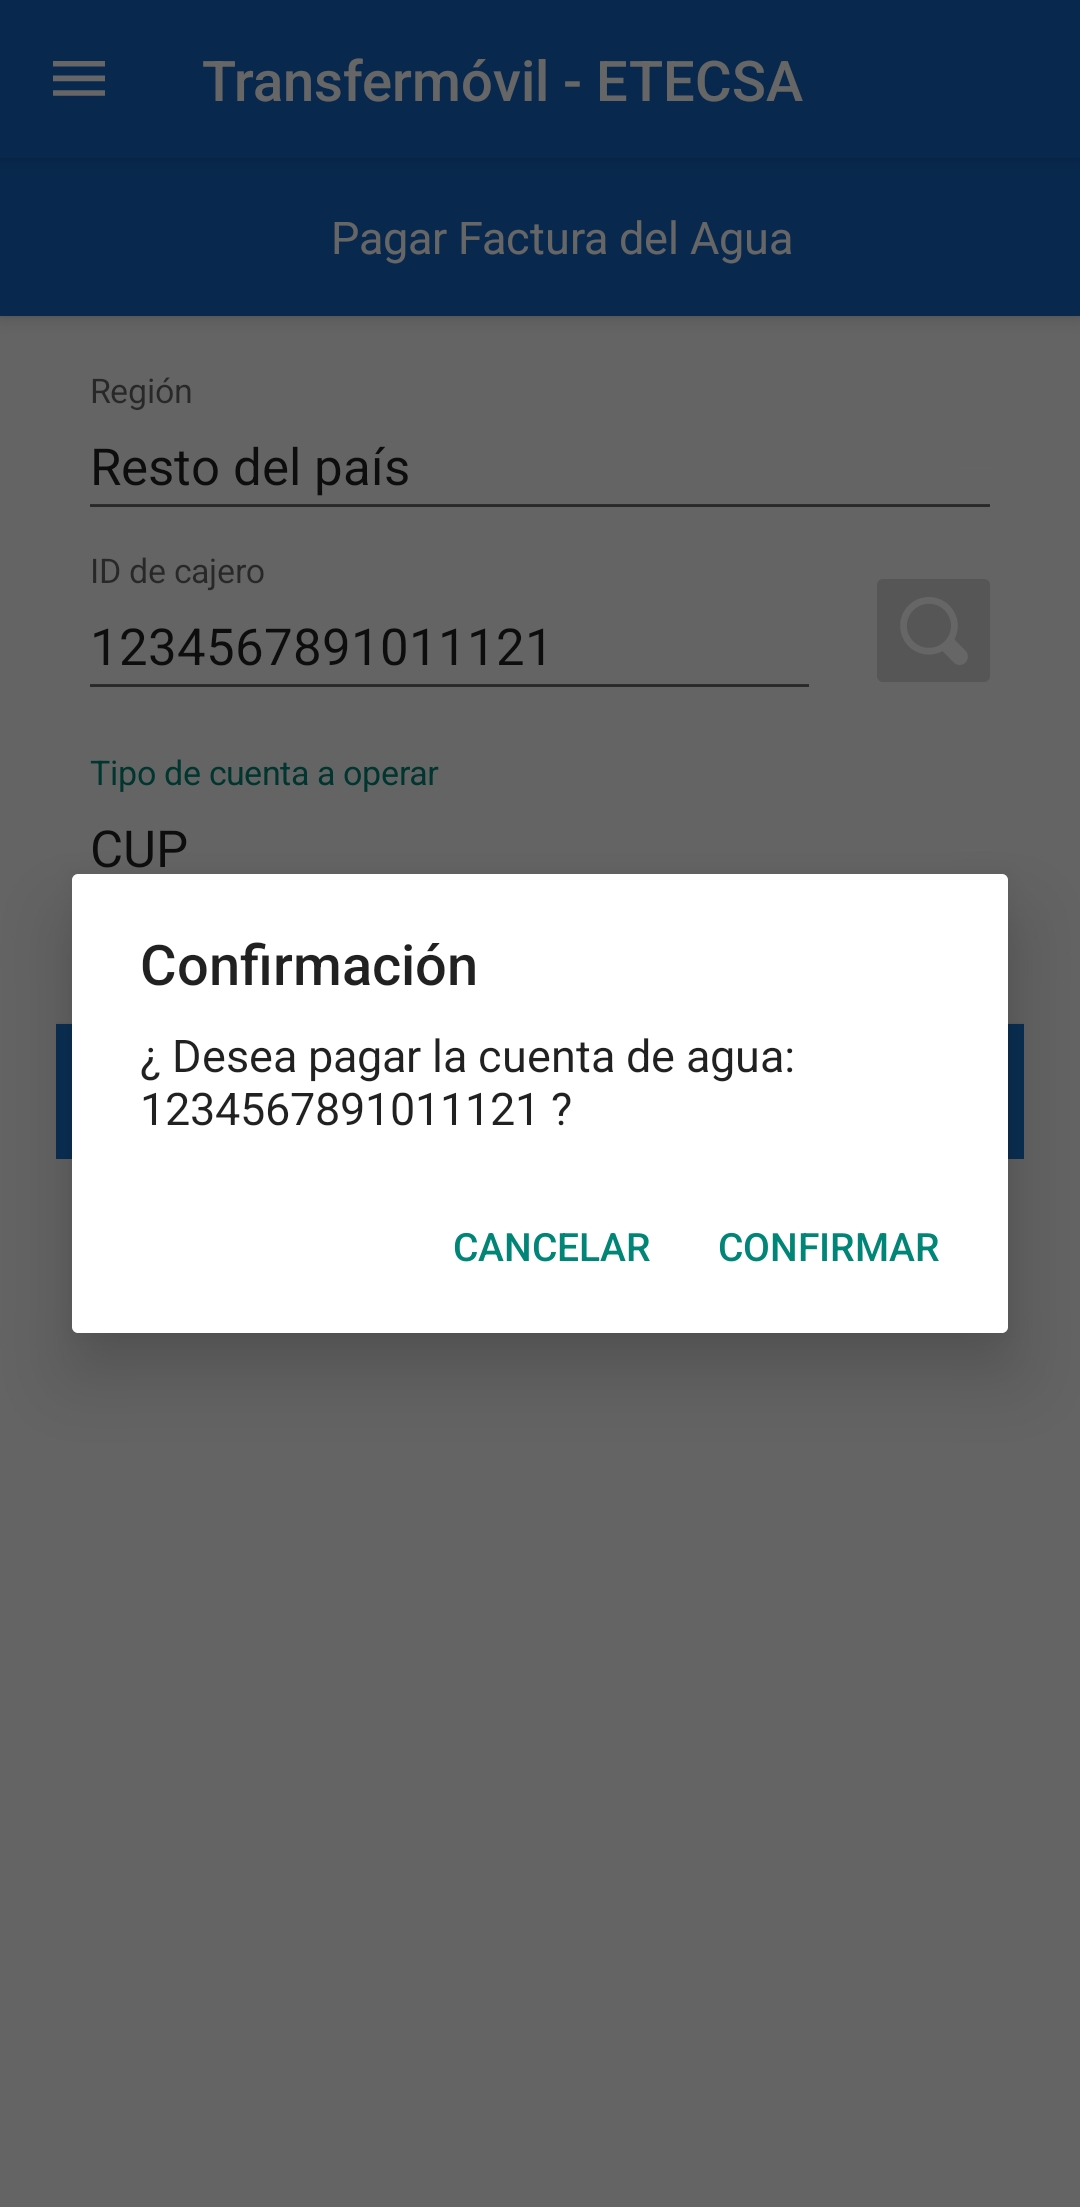 Transfermóvil - ETECSA
Pagar Factura del Agua
Región
Resto del país
ID de cajero
1234567891011121
Tipo de cuenta a operar
CUP
Confirmación
¿ Desea pagar la cuenta de agua:
1234567891011121 ?
CANCELAR CONFIRMAR